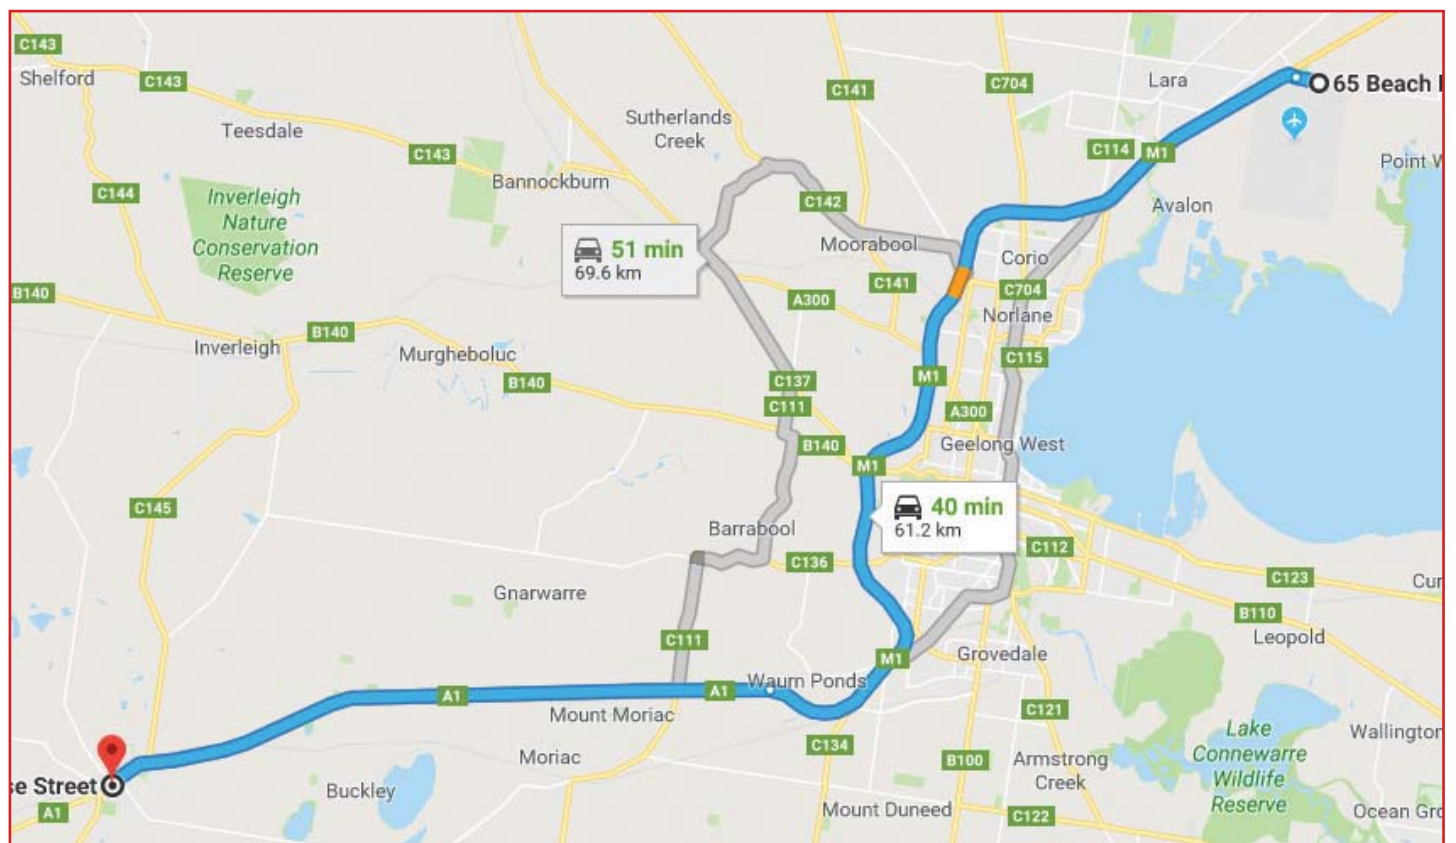 C143
Shelford
C143
Teesdale
C143
Sutherlands
Creek
C141
C704
Lara
65 Beach
C114
M1
Point
Bannockburn
C144
Inverleigh
Nature
Conservation
Reserve
C142
Avalon
51 min
69.6 km
Moorabool
Corio
B140
C141
C704
A300
Norlane
B140
Inverleigh
Murgheboluc
B140
C137
C111
M1
C115
A300
B140
Geelong West
M1
C145
40 min
61.2 km
Barrabool
C136
C112
C123
Gnarwarre
B110
Leopold
C111
M1
Grovedale
Waurn Ponds
A1
A1
Mount Moriac
C121
C134
Moriac
B100
Armstrong
Creek
Lake
Connewarre
Wildlife
Reserve
Wallington
se Street
Buckley
A1
Mount Duneed
C122
Ocean Gro